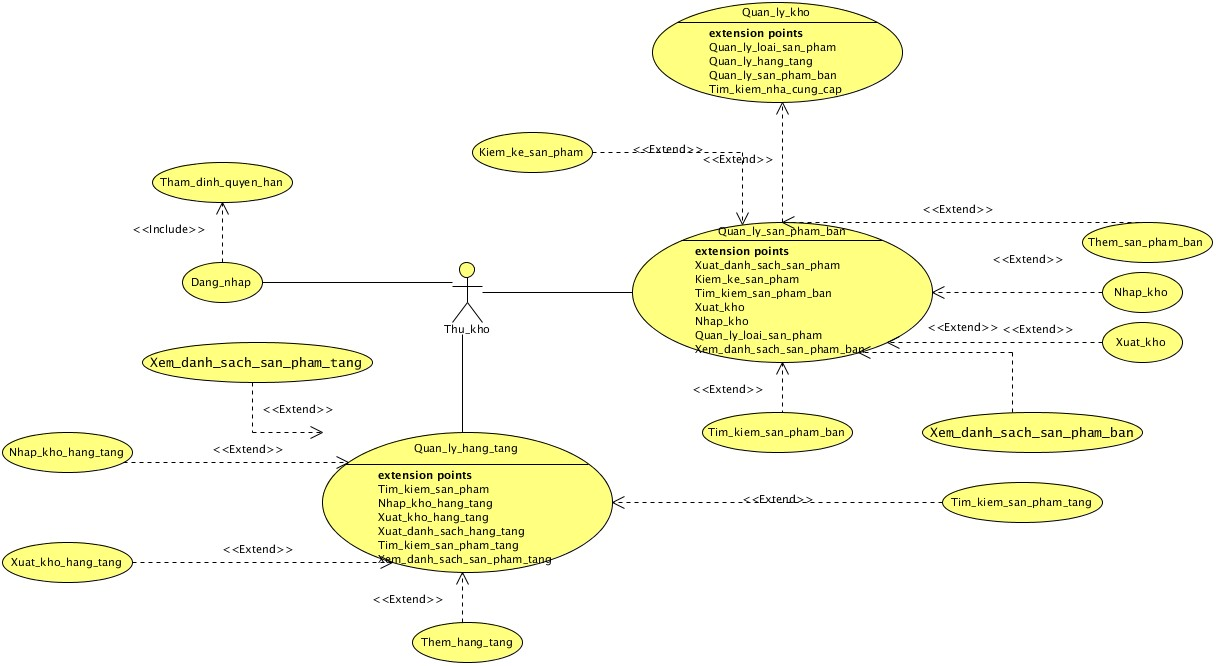 Quan_ly_kho
extension points
Quan_ly_loai_san_pham
Quan_ly_hang_tang
Quan_ly_san_pham_ban
Tim_kiem_nha_cung_cap
Kiem_ke_san_pham
<<Extend>>
<<Extend>>
Tham_dinh_quyen_han
<<Include>>
Dang_nhap
Thu_kho
<<Extend>>
Them_san_pham_ban
Quan_ly_san_pham_ban
extension points
Xuat_danh_sach_san_pham
Kiem_ke_san_pham
Tim_kiem_san_pham_ban
Xuat_kho
Nhap_kho
Quan_ly_loai_san_pham
Xem_danh_sach_san_pham_ban
<<Extend>>
Nhap_kho
<<Extend>>
<<Extend>>
Xuat_kho
<<Extend>>
Tim_kiem_san_pham_ban
Xem_danh_sach_san_pham_ban
Xem_danh_sach_san_pham_tang
<<Extend>>
Nhap_kho_hang_tang
<<Extend>>
Quan_ly_hang_tang
extension points
Tim_kiem_san_pham
Nhap_kho_hang_tang
Xuat_kho_hang_tang
Xuat_danh_sach_hang_tang
Tim_kiem_san_pham_tang
Xem_danh_sach_san_pham_tang
<<Extend>>
Tim_kiem_san_pham_tang
Xuat_kho_hang_tang
<<Extend>>
<<Extend>>
Them_hang_tang